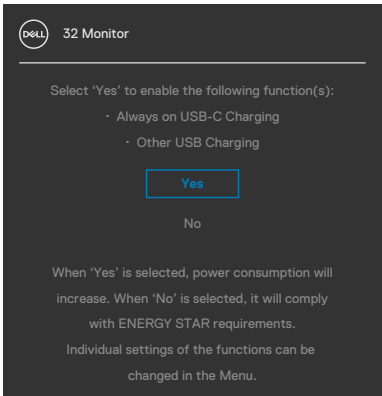 DELL 32 Monitor
Select ‘Yes’ to enable the following function(s):
· Always on USB-C Charging
· Other USB Charging
Yes
No
When ‘Yes’ is selected, power consumption will
increase. When ‘No’ is selected, it will comply
with ENERGY STAR requirements.
Individual settings of the functions can be
changed in the Menu.